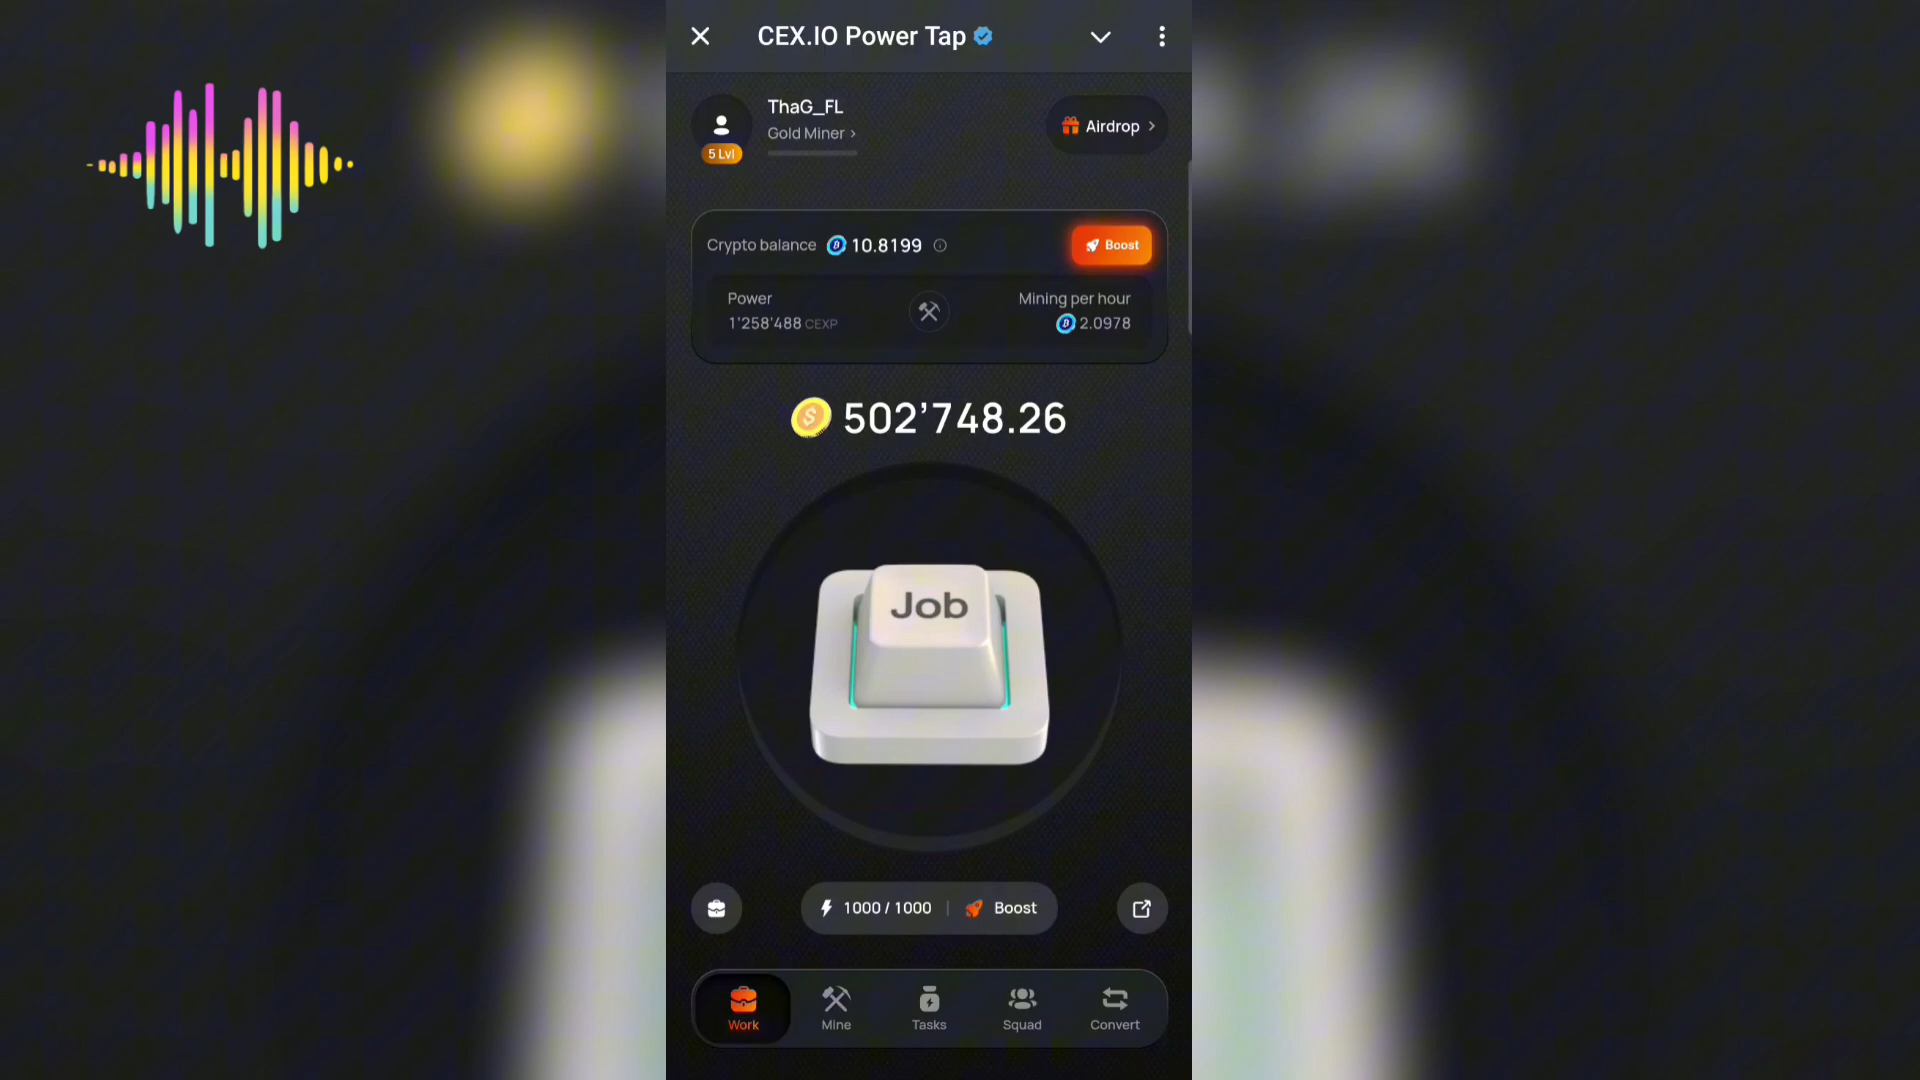 CEX.IO Power Tap
ThaG_FL
Gold Miner >
5 Lvl
Airdrop >
Crypto balance 10.8199
Boost
Power
1'258'488 CEXP
Mining per hour
2.0978
502'748.26
Job
1000 / 1000 | Boost
Work
Mine
Tasks
Squad
Convert